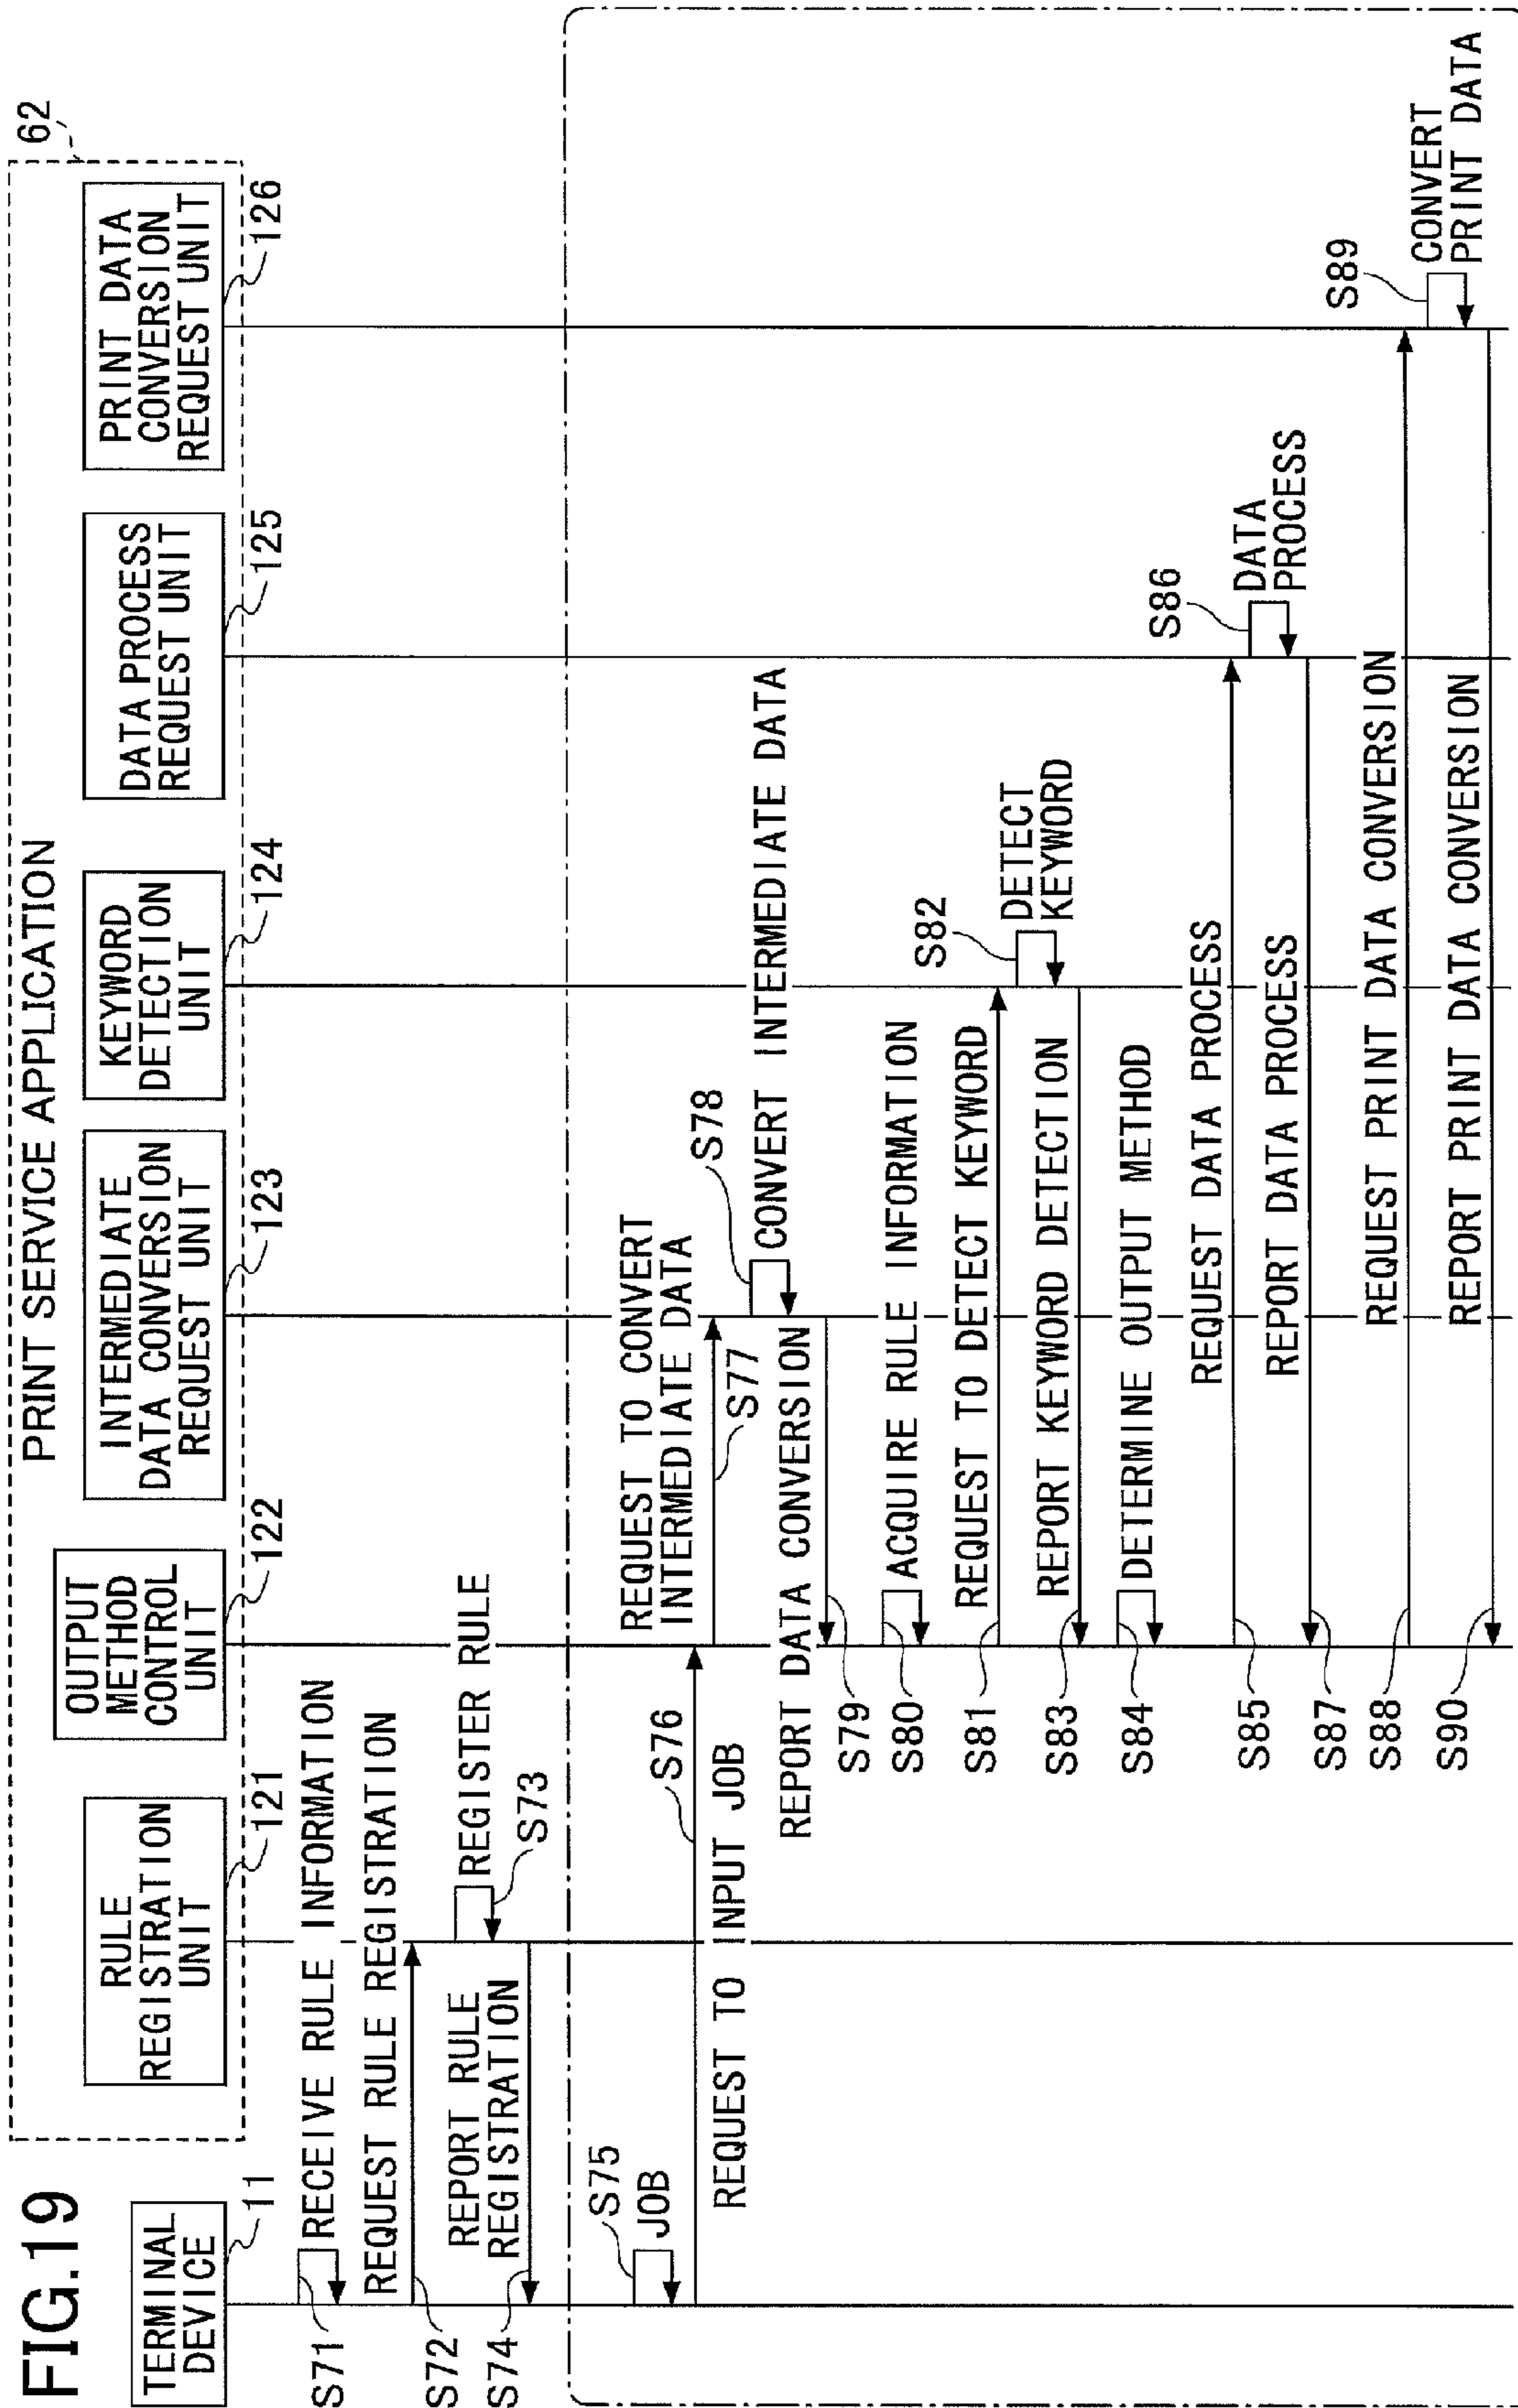 FIG.19
PRINT SERVICE APPLICATION
62
TERMINAL
DEVICE
11
RULE
REGISTRATION
UNIT
121
OUTPUT
METHOD
CONTROL
UNIT
122
INTERMEDIATE
DATA CONVERSION
REQUEST UNIT
123
KEYWORD
DETECTION
UNIT
124
DATA PROCESS
REQUEST UNIT
125
PRINT DATA
CONVERSION
REQUEST UNIT
126
S71
RECEIVE RULE INFORMATION
REQUEST RULE REGISTRATION
S72
REGISTER RULE
S73
REPORT RULE
REGISTRATION
S74
S75
JOB
S76
REQUEST TO INPUT JOB
REQUEST TO CONVERT
INTERMEDIATE DATA
S77
S78
CONVERT INTERMEDIATE DATA
REPORT DATA CONVERSION
S79
S80
ACQUIRE RULE INFORMATION
REQUEST TO DETECT KEYWORD
S81
S82
DETECT
KEYWORD
REPORT KEYWORD DETECTION
S83
S84
DETERMINE OUTPUT METHOD
REQUEST DATA PROCESS
S85
S86
DATA
PROCESS
REPORT DATA PROCESS
S87
REQUEST PRINT DATA CONVERSION
S88
S89
CONVERT
PRINT DATA
REPORT PRINT DATA CONVERSION
S90